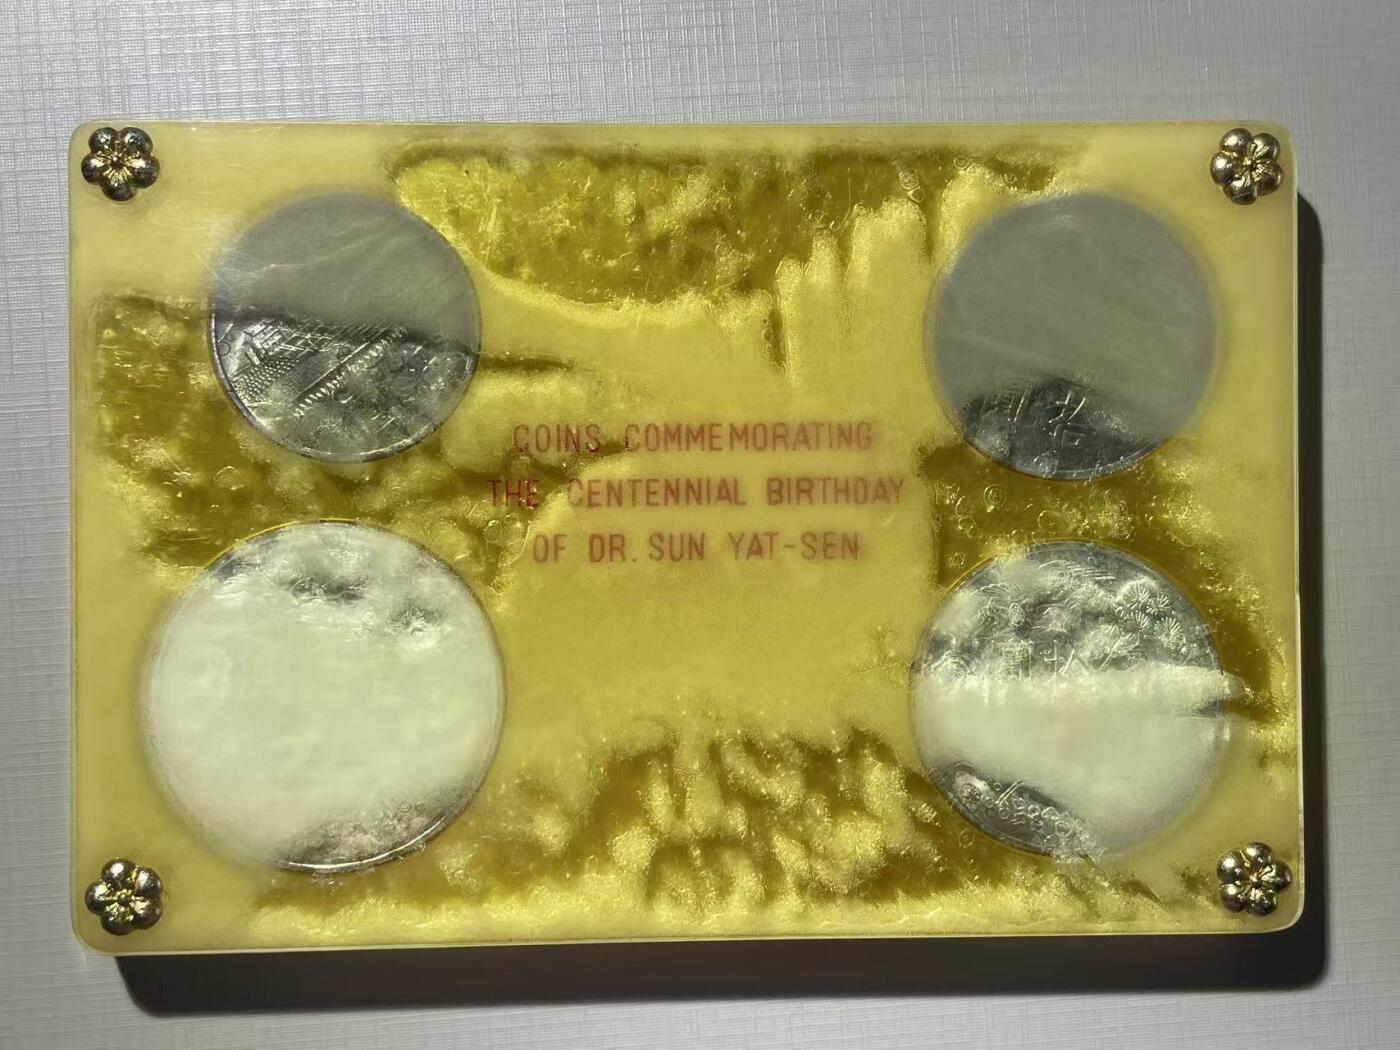 COINS COMMEMORATING
THE CENTENNIAL BIRTHDAY
OF DR. SUN YAT-SEN